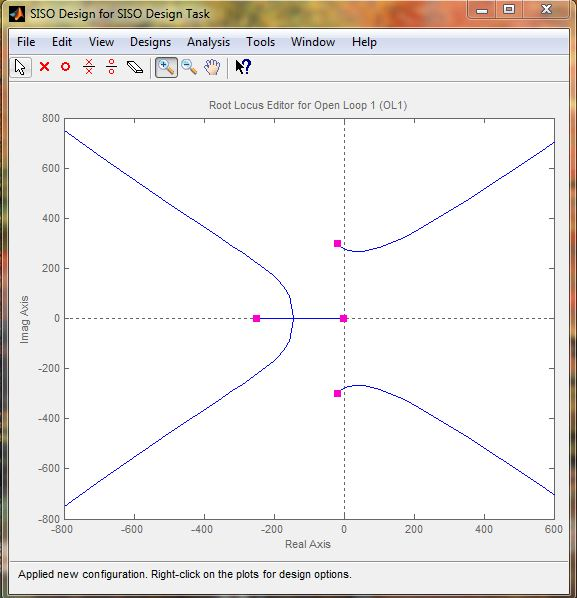 SISO Design for SISO Design Task
File Edit View Designs Analysis Tools Window Help
Root Locus Editor for Open Loop 1 (OL1)
800
600
400
200
0
-200
-400
-600
-800
Imag Axis
-800 -600 -400 -200 0 200 400 600
Real Axis
Applied new configuration. Right-click on the plots for design options.